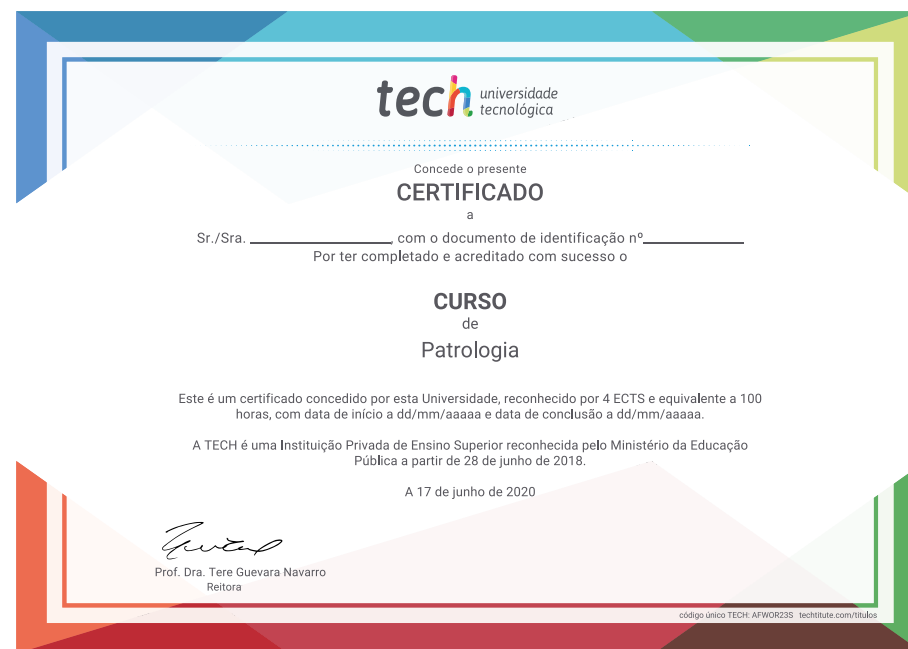 tech universidade
tecnológica
Concede o presente
CERTIFICADO
a
Sr./Sra. ____________________, com o documento de identificação nº______________
Por ter completado e acreditado com sucesso o
CURSO
de
Patrologia
Este é um certificado concedido por esta Universidade, reconhecido por 4 ECTS e equivalente a 100
horas, com data de início a dd/mm/aaaaa e data de conclusão a dd/mm/aaaaa.
A TECH é uma Instituição Privada de Ensino Superior reconhecida pelo Ministério da Educação
Pública a partir de 28 de junho de 2018.
A 17 de junho de 2020
Prof. Dra. Tere Guevara Navarro
Reitora
código único TECH: AFWOR23S techtitute.com/titulos